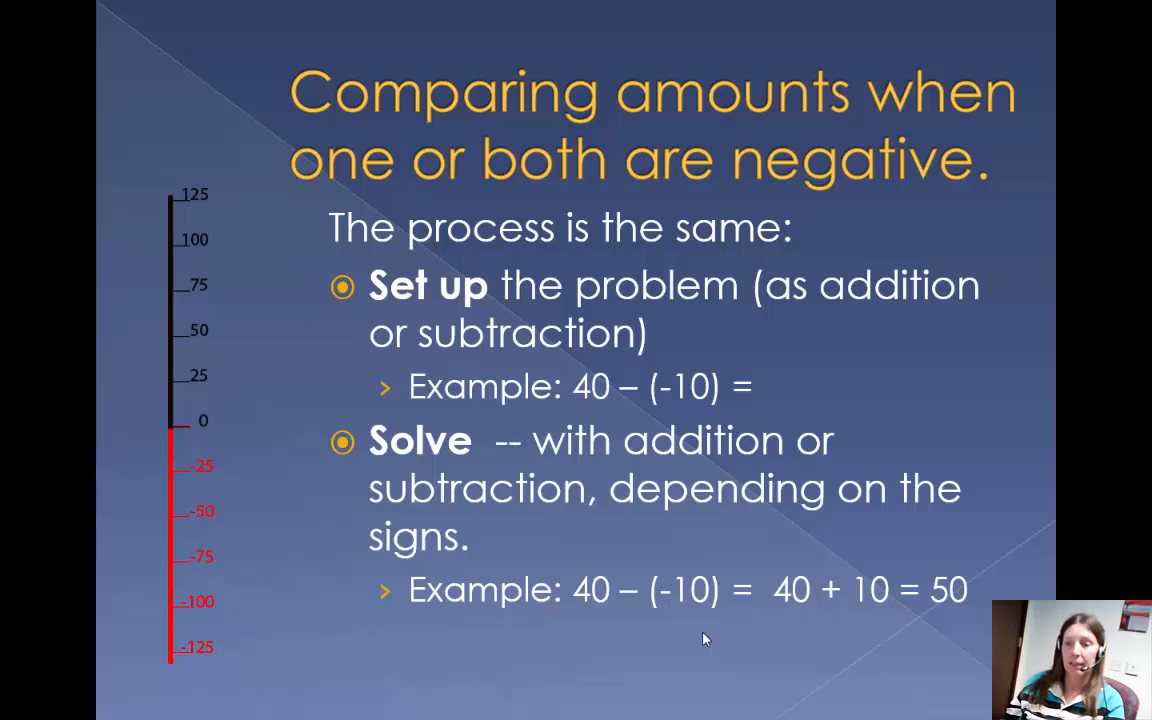 Comparing amounts when
one or both are negative.
The process is the same:
Set up the problem (as addition
or subtraction)
Example: 40 – (-10) =
Solve -- with addition or
subtraction, depending on the
signs.
Example: 40 – (-10) = 40 + 10 = 50
125
100
75
50
25
0
-25
-50
-75
-100
-125